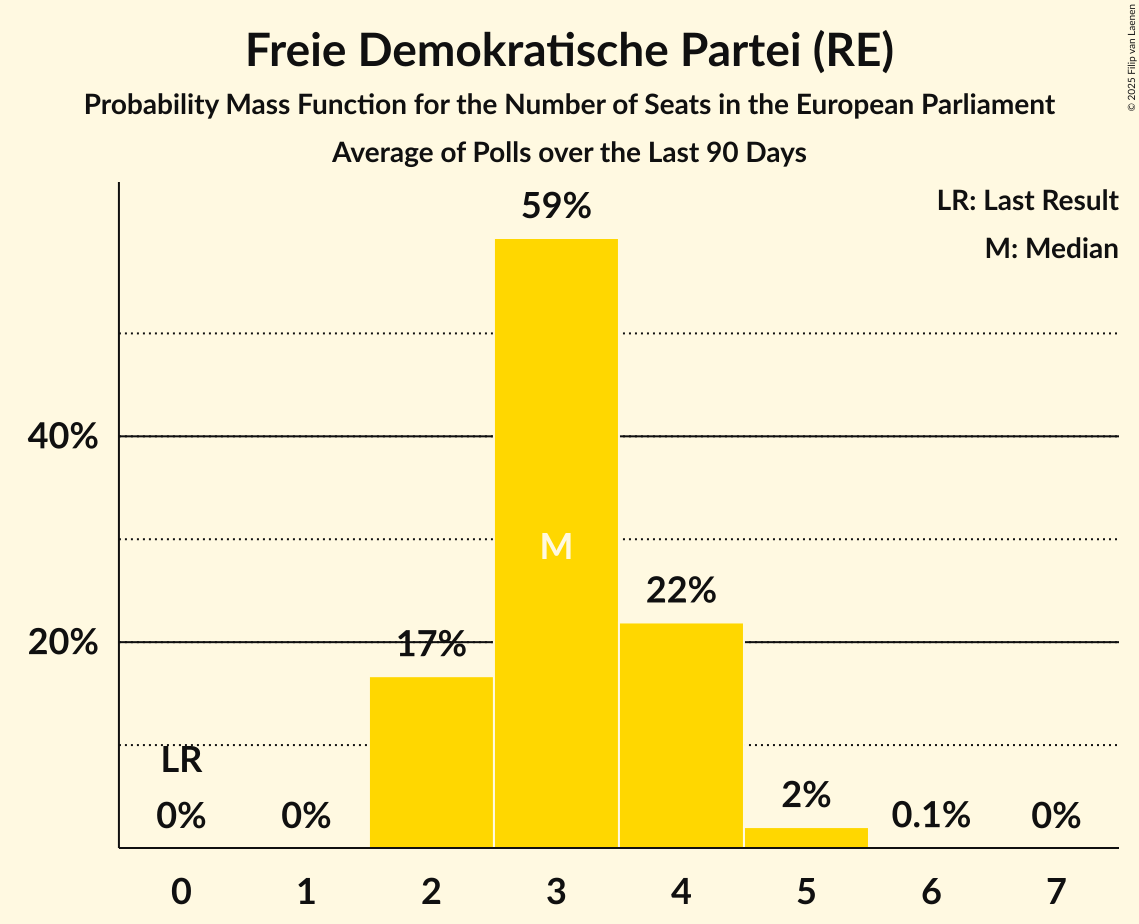 Freie Demokratische Partei (RE)
Probability Mass Function for the Number of Seats in the European Parliament
Average of Polls over the Last 90 Days
© 2025 Filip van Laenen
LR: Last Result
M: Median
59%
40%
M
22%
20%
17%
LR
0%
0%
2%
0.1%
0%
0 1 2 3 4 5 6 7